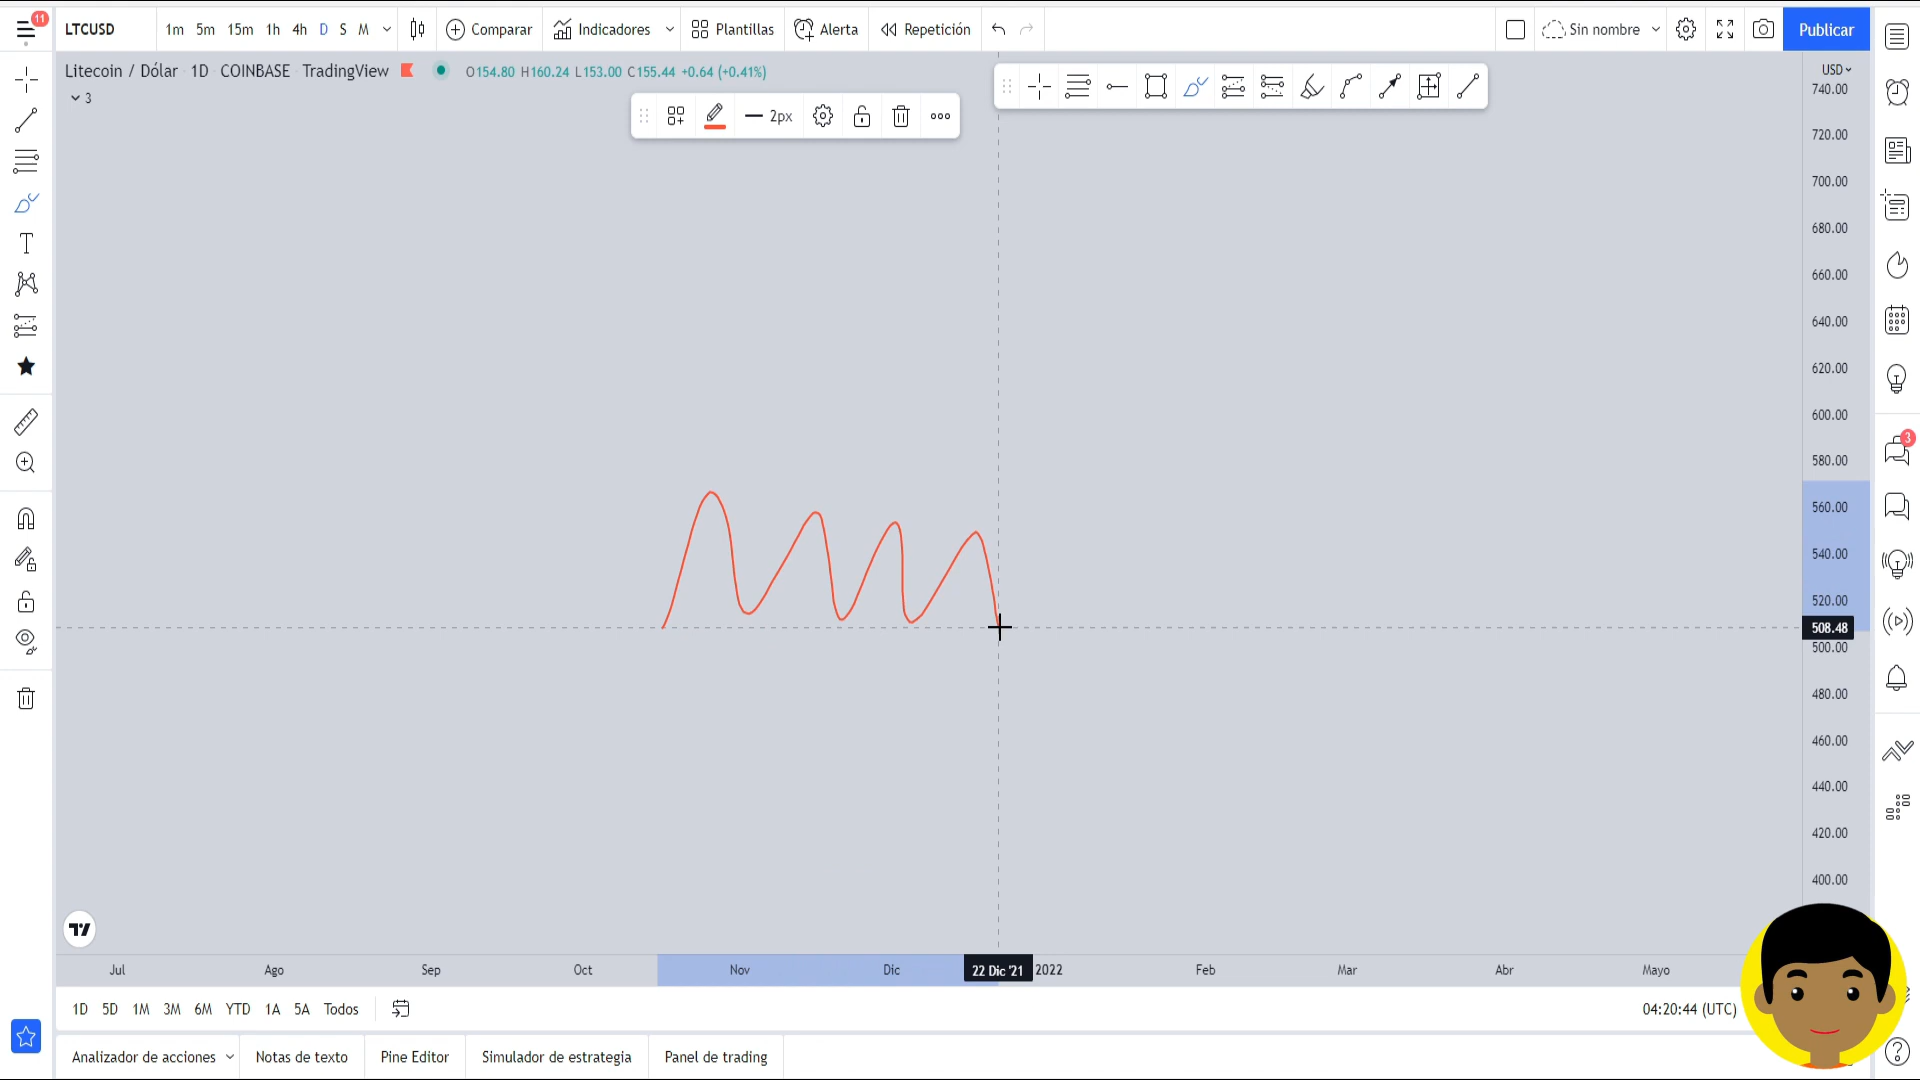 11
LTCUSD
1m 5m 15m 1h 4h D S M
Comparar
Indicadores
Plantillas
Alerta
Repetición
Sin nombre
Publicar
Litecoin / Dólar 1D COINBASE TradingView
O154.80 H160.24 L153.00 C155.44 +0.64 (+0.41%)
3
2px
USD
740.00
720.00
700.00
680.00
660.00
640.00
620.00
600.00
580.00
560.00
540.00
520.00
508.48
500.00
480.00
460.00
440.00
420.00
400.00
3
Jul Ago Sep Oct Nov Dic 22 Dic '21 2022 Feb Mar Abr Mayo
1D 5D 1M 3M 6M YTD 1A 5A Todos
04:20:44 (UTC)
Analizador de acciones Notas de texto Pine Editor Simulador de estrategia Panel de trading